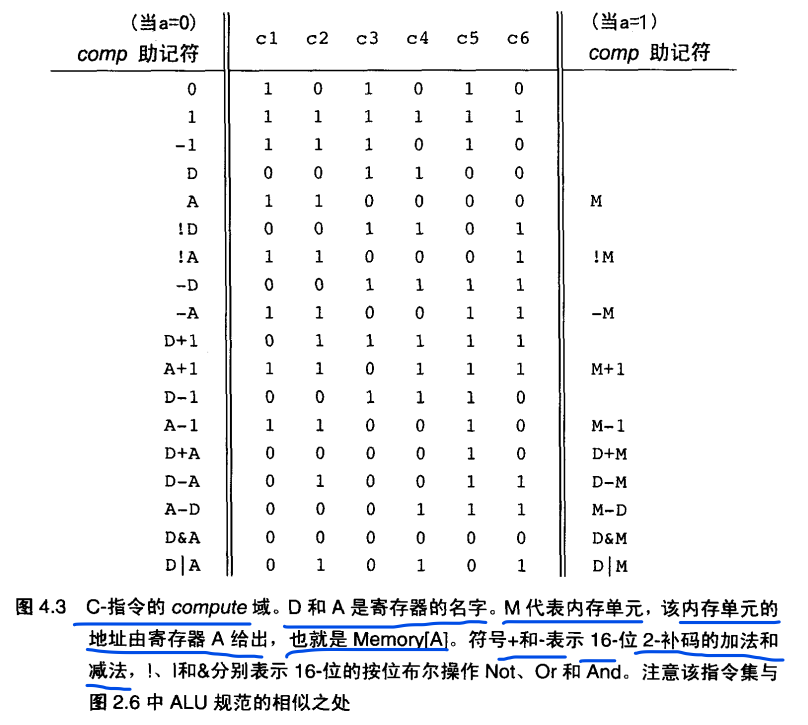 (当a=0) (当a=1)
comp 助记符 c1 c2 c3 c4 c5 c6 comp 助记符
0 1 0 1 0 1 0
1 1 1 1 1 1 1
-1 1 1 1 0 1 0
D 0 0 1 1 0 0
A 1 1 0 0 0 0 M
!D 0 0 1 1 0 1
!A 1 1 0 0 0 1 !M
-D 0 0 1 1 1 1
-A 1 1 0 0 1 1 -M
D+1 0 1 1 1 1 1
A+1 1 1 0 1 1 1 M+1
D-1 0 0 1 1 1 0
A-1 1 1 0 0 1 0 M-1
D+A 0 0 0 0 1 0 D+M
D-A 0 1 0 0 1 1 D-M
A-D 0 0 0 1 1 1 M-D
D&A 0 0 0 0 0 0 D&M
D|A 0 1 0 1 0 1 D|M
图 4.3 C-指令的 compute 域。D 和 A 是寄存器的名字。M 代表内存单元,该内存单元的
地址由寄存器 A 给出,也就是 Memory[A]。符号+和-表示 16-位 2-补码的加法和
减法,!、|和&分别表示 16-位的按位布尔操作 Not、Or 和 And。注意该指令集与
图 2.6 中 ALU 规范的相似之处